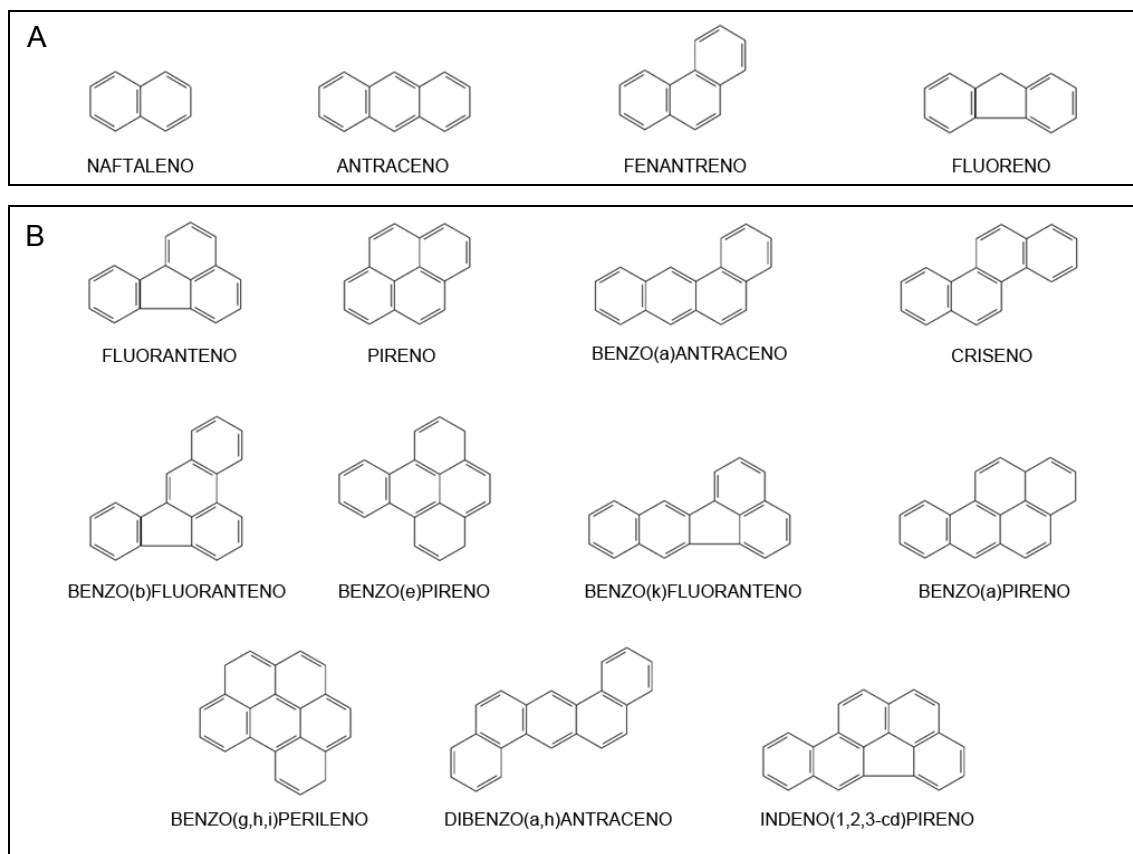 A
NAFTALENO
ANTRACENO
FENANTRENO
FLUORENO
B
FLUORANTENO
PIRENO
BENZO(a)ANTRACENO
CRISENO
BENZO(b)FLUORANTENO
BENZO(e)PIRENO
BENZO(k)FLUORANTENO
BENZO(a)PIRENO
BENZO(g,h,i)PERILENO
DIBENZO(a,h)ANTRACENO
INDENO(1,2,3-cd)PIRENO